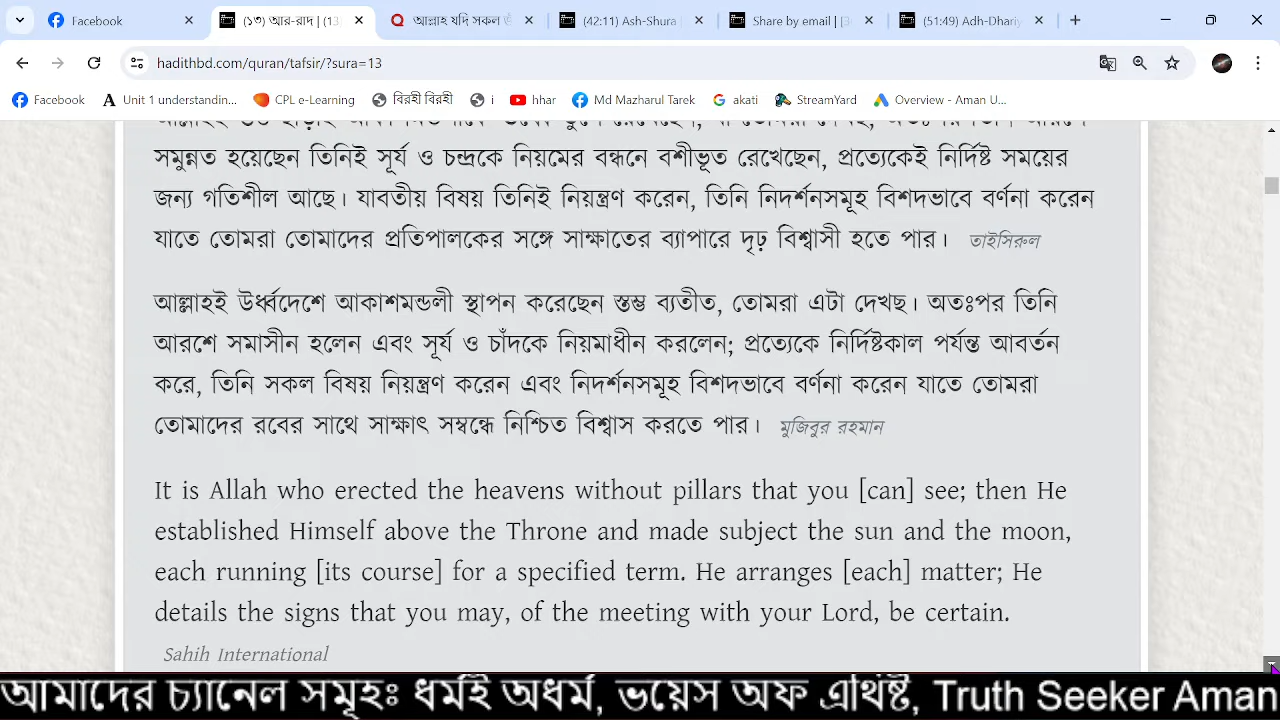 Facebook
(১৩) আর-রাদ | (13
আল্লাহ যদি সকল
(42:11) Ash-Shura
Share by email | (3
(51:49) Adh-Dhariy
hadithbd.com/quran/tafsir/?sura=13
Facebook
Unit 1 understandin...
CPL e-Learning
বিরহী বিরহী
i
hhar
Md Mazharul Tarek
akati
StreamYard
Overview - Aman U...
সমুন্নত হয়েছেন তিনিই সূর্য ও চন্দ্রকে নিয়মের বন্ধনে বশীভূত রেখেছেন, প্রত্যেকেই নির্দিষ্ট সময়ের
জন্য গতিশীল আছে। যাবতীয় বিষয় তিনিই নিয়ন্ত্রণ করেন, তিনি নিদর্শনসমূহ বিশদভাবে বর্ণনা করেন
যাতে তোমরা তোমাদের প্রতিপালকের সঙ্গে সাক্ষাতের ব্যাপারে দৃঢ় বিশ্বাসী হতে পার। তাইসিরুল
আল্লাহই উর্ধ্বদেশে আকাশমন্ডলী স্থাপন করেছেন স্তম্ভ ব্যতীত, তোমরা এটা দেখছ। অতঃপর তিনি
আরশে সমাসীন হলেন এবং সূর্য ও চাঁদকে নিয়মাধীন করলেন; প্রত্যেকে নির্দিষ্টকাল পর্যন্ত আবর্তন
করে, তিনি সকল বিষয় নিয়ন্ত্রণ করেন এবং নিদর্শনসমূহ বিশদভাবে বর্ণনা করেন যাতে তোমরা
তোমাদের রবের সাথে সাক্ষাৎ সম্বন্ধে নিশ্চিত বিশ্বাস করতে পার। মুজিবুর রহমান
It is Allah who erected the heavens without pillars that you [can] see; then He
established Himself above the Throne and made subject the sun and the moon,
each running [its course] for a specified term. He arranges [each] matter; He
details the signs that you may, of the meeting with your Lord, be certain.
Sahih International
আমাদের চ্যানেল সমূহঃ ধর্মই অধর্ম, ভয়েস অফ এথিষ্ট, Truth Seeker Aman